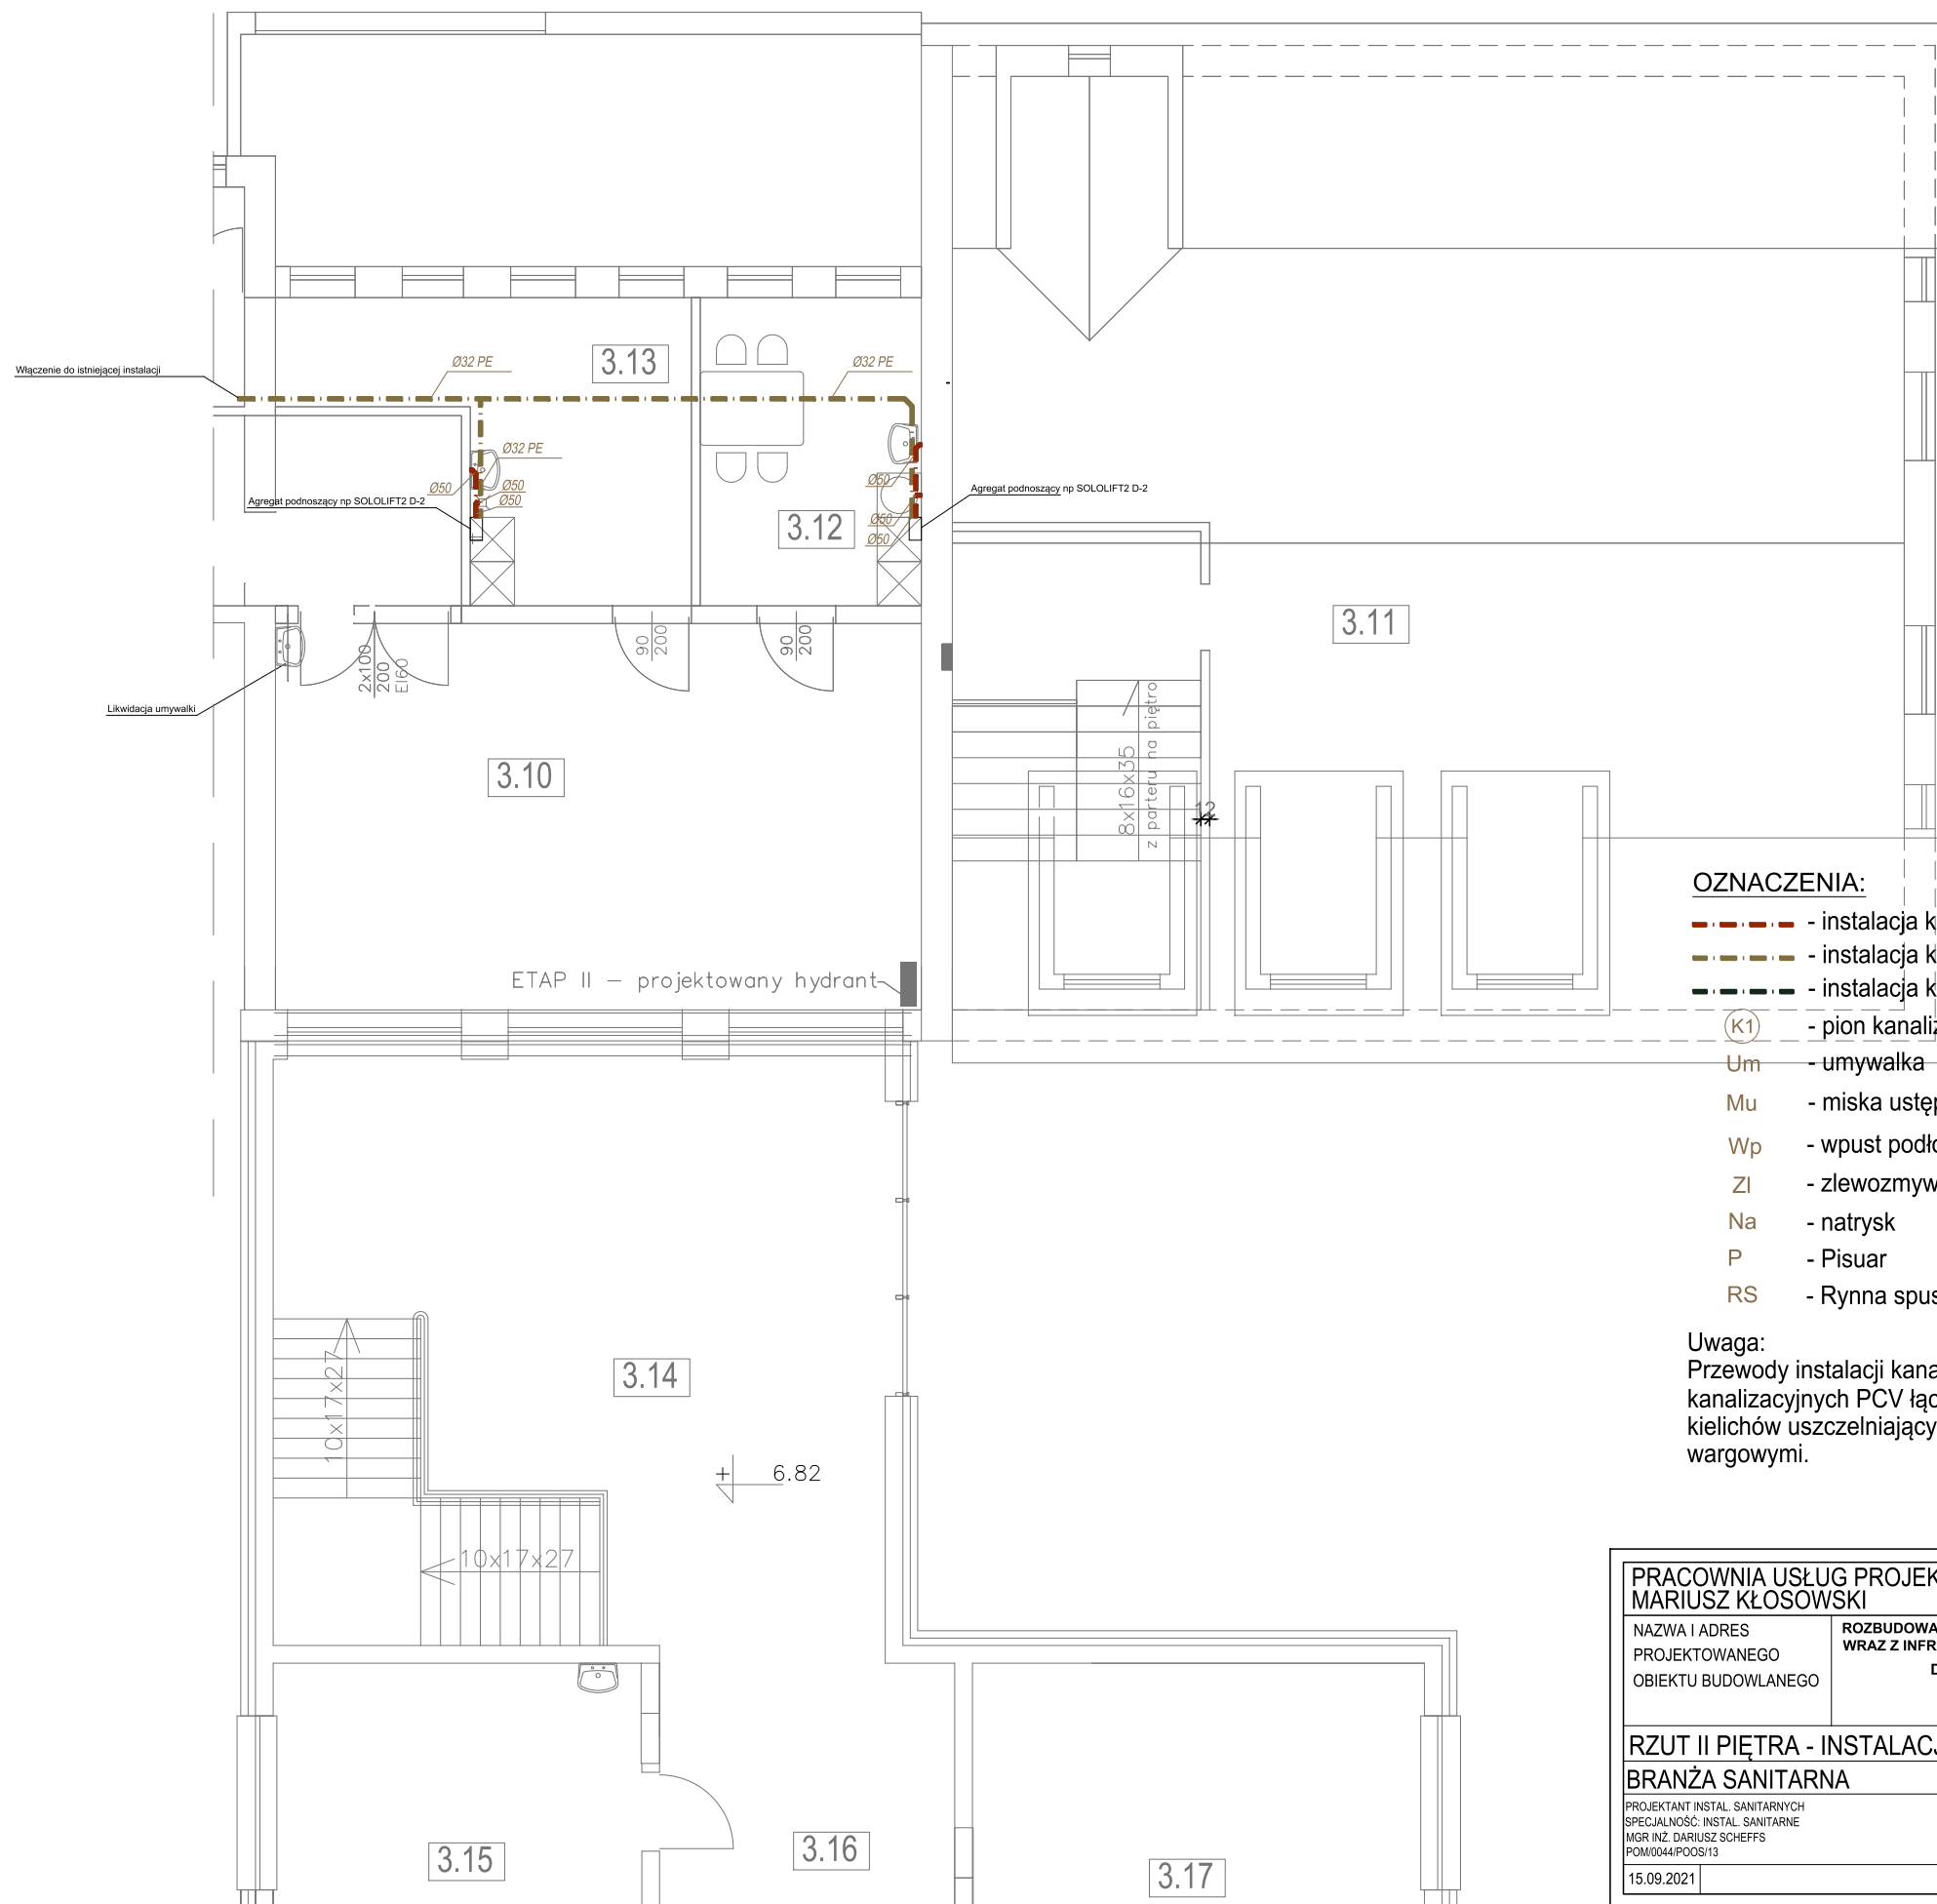 Włączenie do istniejącej instalacji
Ø32 PE
3.13
Ø32 PE
Ø32 PE
Ø50
Ø50
Ø50
Agregat podnoszący np SOLOLIFT2 D-2
Ø50
Ø50
Ø50
3.12
Agregat podnoszący np SOLOLIFT2 D-2
3.11
Likwidacja umywalki
2x100
200
EI60
90
200
90
200
3.10
8x16x35
z parteru na piętro
12
ETAP II – projektowany hydrant
OZNACZENIA:
- instalacja k
- instalacja k
- instalacja k
K1 - pion kanaliz
Um - umywalka
Mu - miska ustęp
Wp - wpust podło
Zl - zlewozmyw
Na - natrysk
P - Pisuar
RS - Rynna spus
Uwaga:
Przewody instalacji kana
kanalizacyjnych PCV łąc
kielichów uszczelniający
wargowymi.
3.14
10x17x27
+ 6.82
10x17x27
3.15
3.16
3.17
PRACOWNIA USŁUG PROJEK
MARIUSZ KŁOSOWSKI
NAZWA I ADRES
PROJEKTOWANEGO
OBIEKTU BUDOWLANEGO
ROZBUDOWA
WRAZ Z INFR
D
RZUT II PIĘTRA - INSTALACJ
BRANŻA SANITARNA
PROJEKTANT INSTAL. SANITARNYCH
SPECJALNOŚĆ: INSTAL. SANITARNE
MGR INŻ. DARIUSZ SCHEFFS
POM/0044/POOS/13
15.09.2021